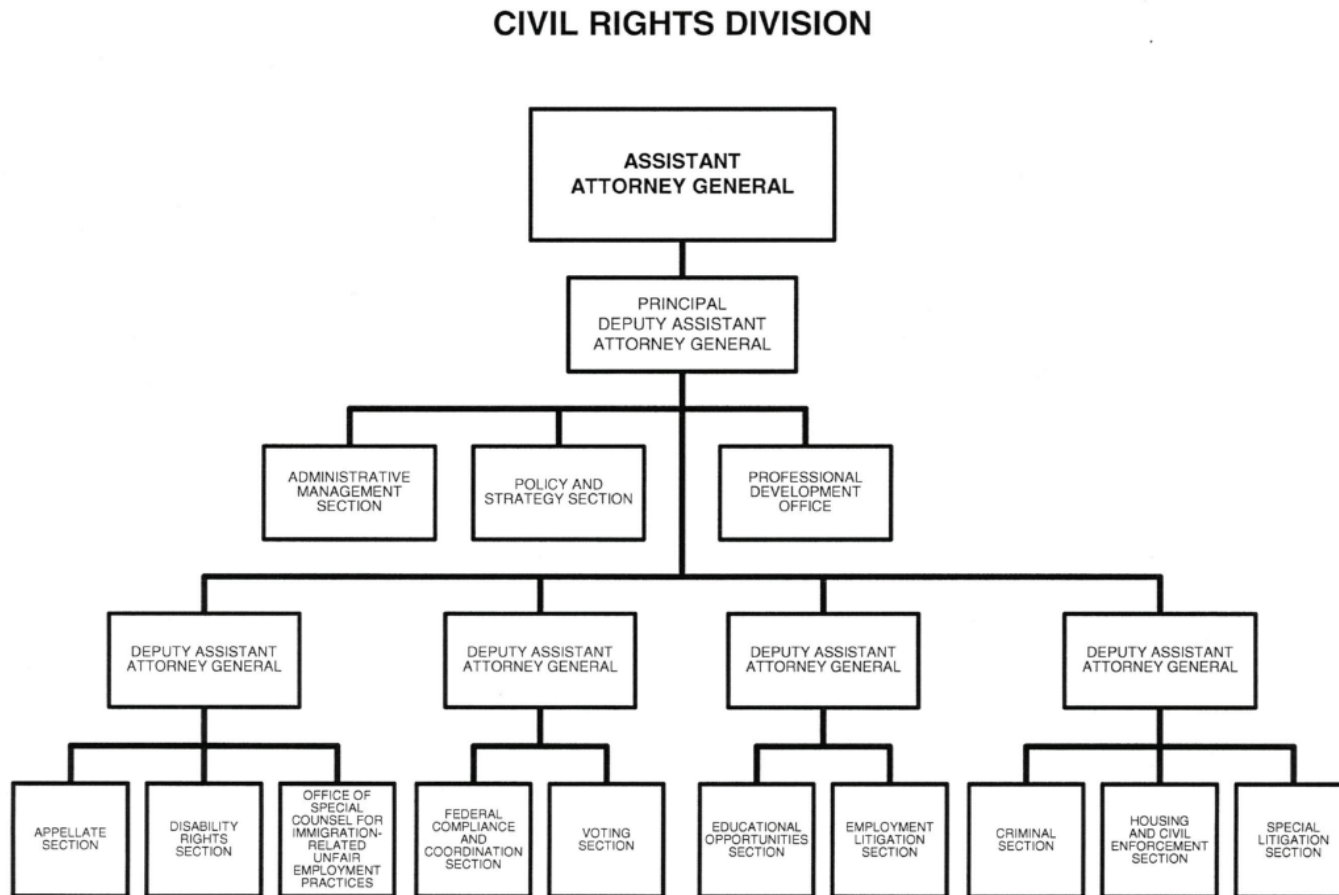 CIVIL RIGHTS DIVISION
ASSISTANT
ATTORNEY GENERAL
PRINCIPAL
DEPUTY ASSISTANT
ATTORNEY GENERAL
ADMINISTRATIVE
MANAGEMENT
SECTION
POLICY AND
STRATEGY SECTION
PROFESSIONAL
DEVELOPMENT
OFFICE
DEPUTY ASSISTANT
ATTORNEY GENERAL
DEPUTY ASSISTANT
ATTORNEY GENERAL
DEPUTY ASSISTANT
ATTORNEY GENERAL
DEPUTY ASSISTANT
ATTORNEY GENERAL
APPELLATE
SECTION
DISABILITY
RIGHTS
SECTION
OFFICE OF
SPECIAL
COUNSEL FOR
IMMIGRATION-
RELATED
UNFAIR
EMPLOYMENT
PRACTICES
FEDERAL
COMPLIANCE
AND
COORDINATION
SECTION
VOTING
SECTION
EDUCATIONAL
OPPORTUNITIES
SECTION
EMPLOYMENT
LITIGATION
SECTION
CRIMINAL
SECTION
HOUSING
AND CIVIL
ENFORCEMENT
SECTION
SPECIAL
LITIGATION
SECTION